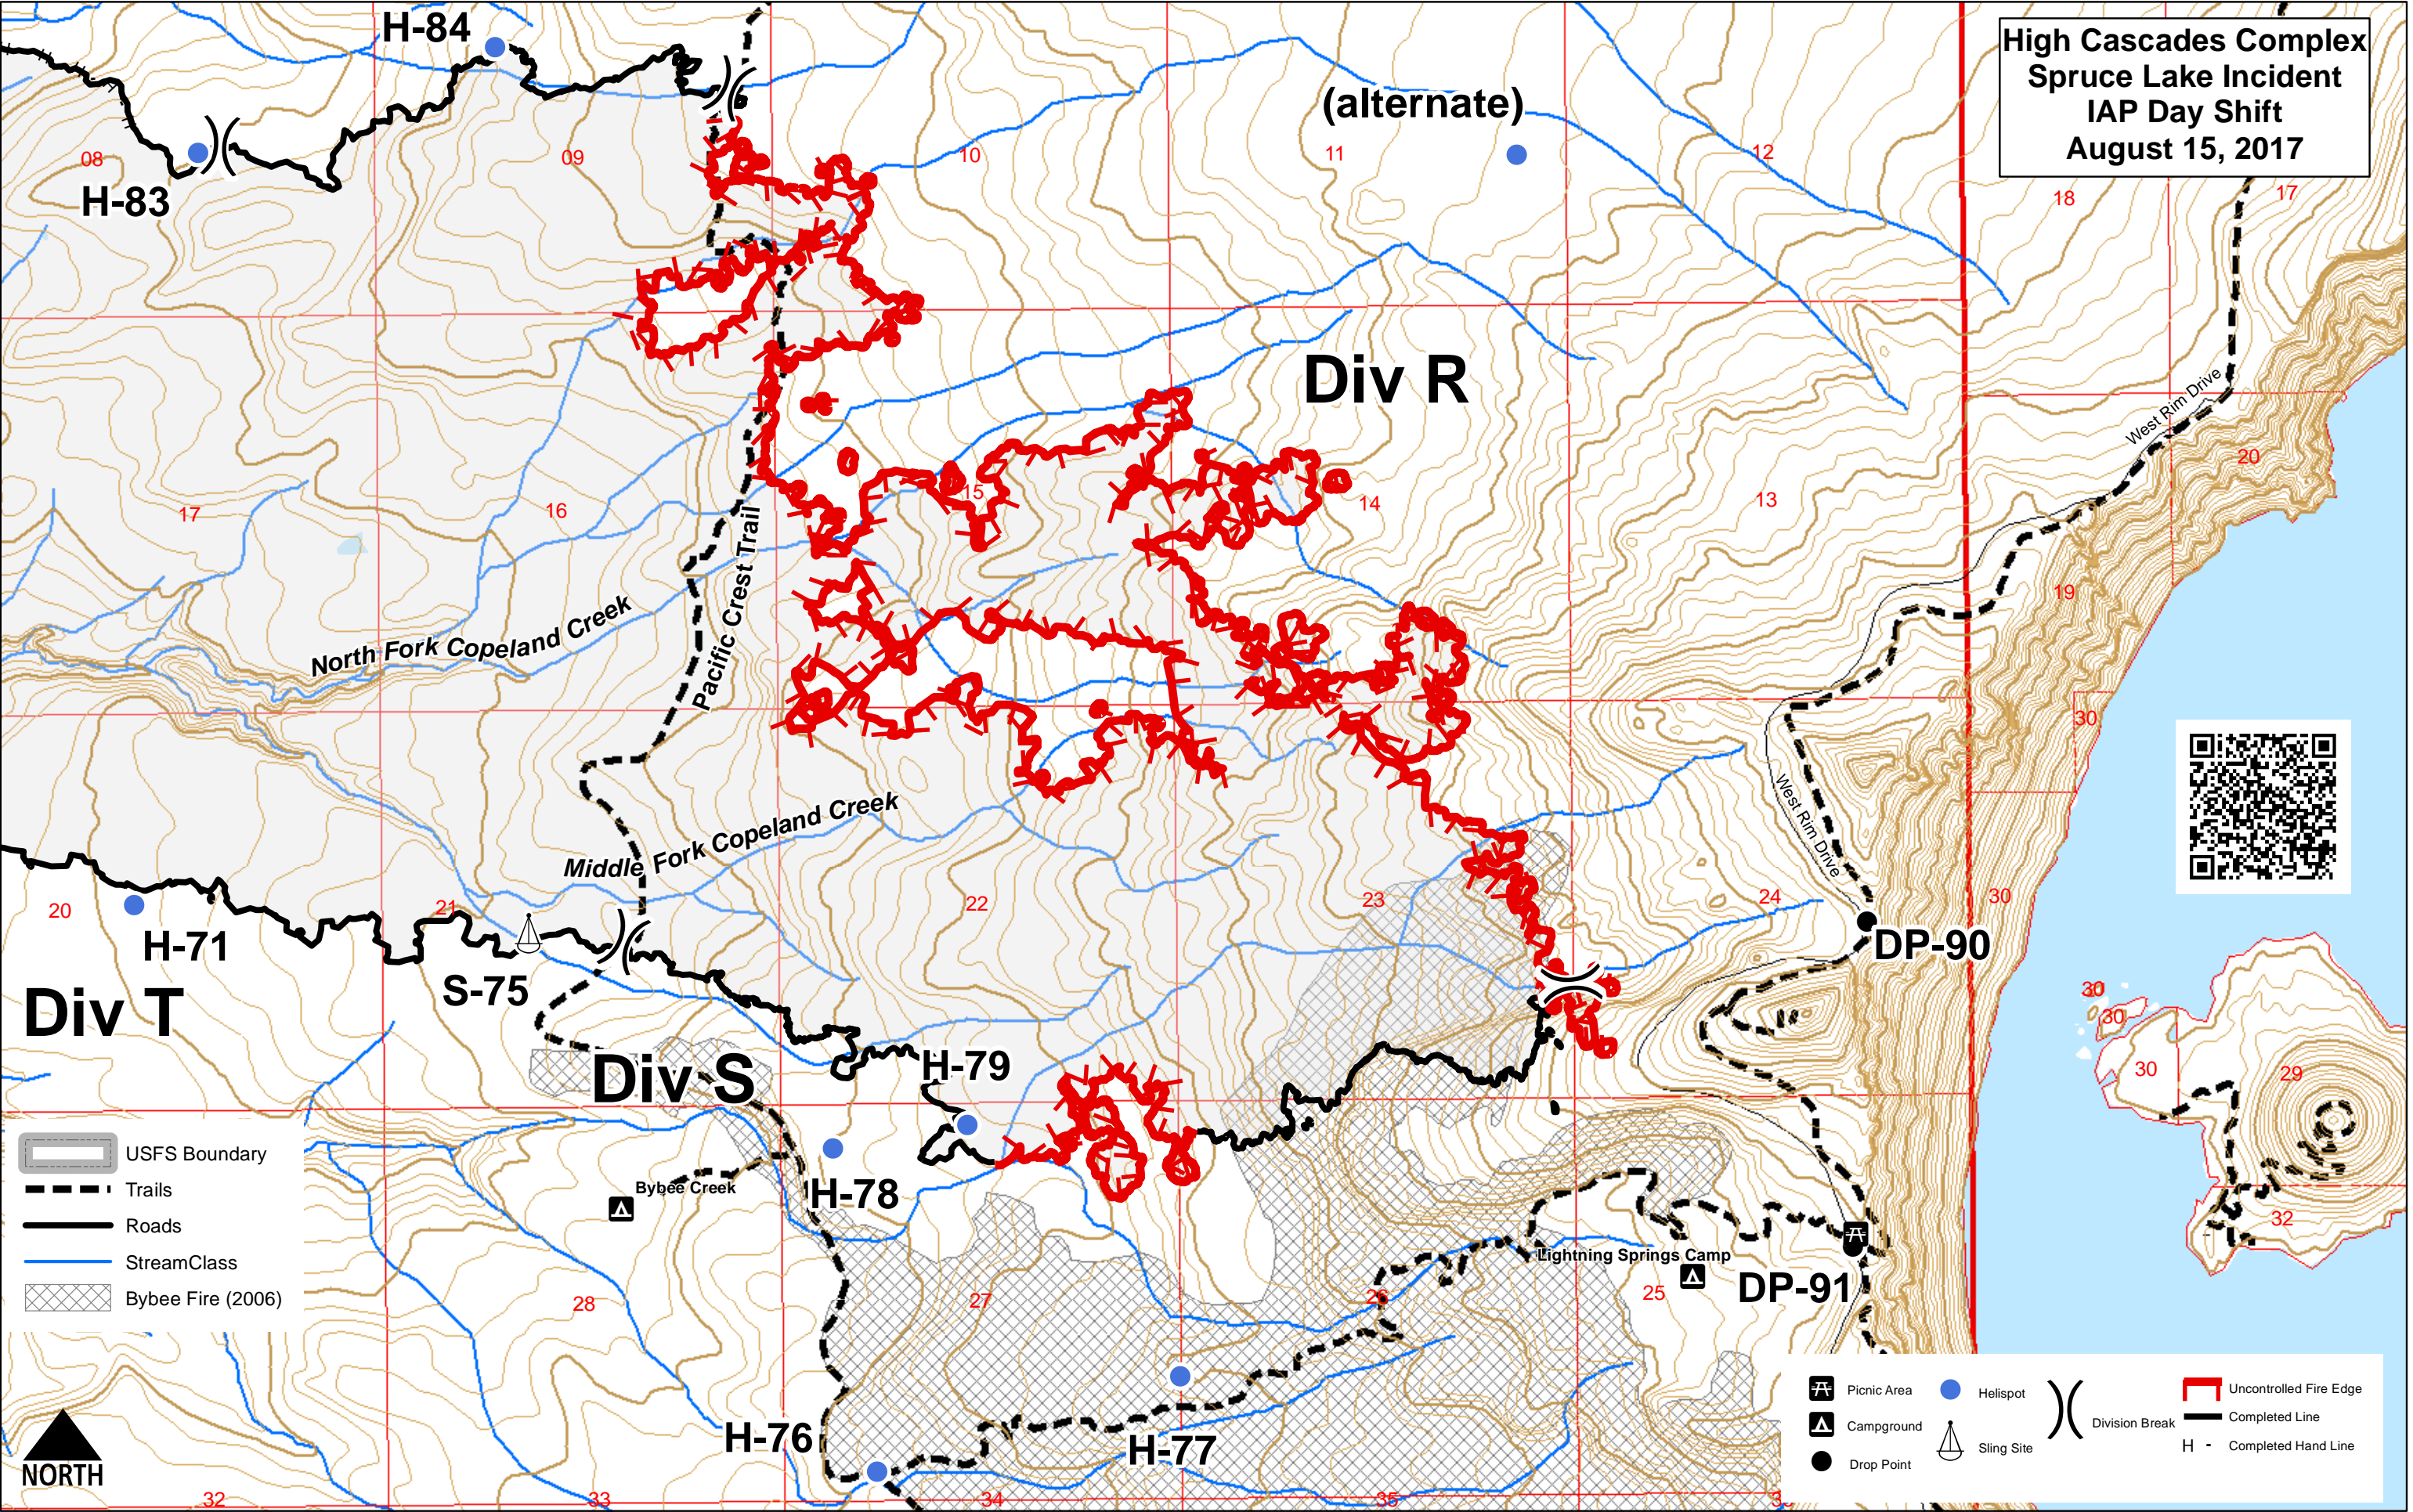 High Cascades Complex
Spruce Lake Incident
IAP Day Shift
August 15, 2017
H-84
(alternate)
08
09
10
11
12
18
17
H-83
Div R
West Rim Drive
20
17
16
15
14
13
Pacific Crest Trail
19
North Fork Copeland Creek
30
West Rim Drive
Middle Fork Copeland Creek
20
21
22
23
24
30
H-71
S-75
DP-90
Div T
30
30
Div S
H-79
30
29
USFS Boundary
Trails
Roads
StreamClass
Bybee Fire (2006)
Bybee Creek
H-78
32
Lightning Springs Camp
DP-91
28
27
26
25
H-76
H-77
NORTH
32
33
34
35
Picnic Area
Campground
Drop Point
Helispot
Sling Site
Division Break
Uncontrolled Fire Edge
Completed Line
H - Completed Hand Line